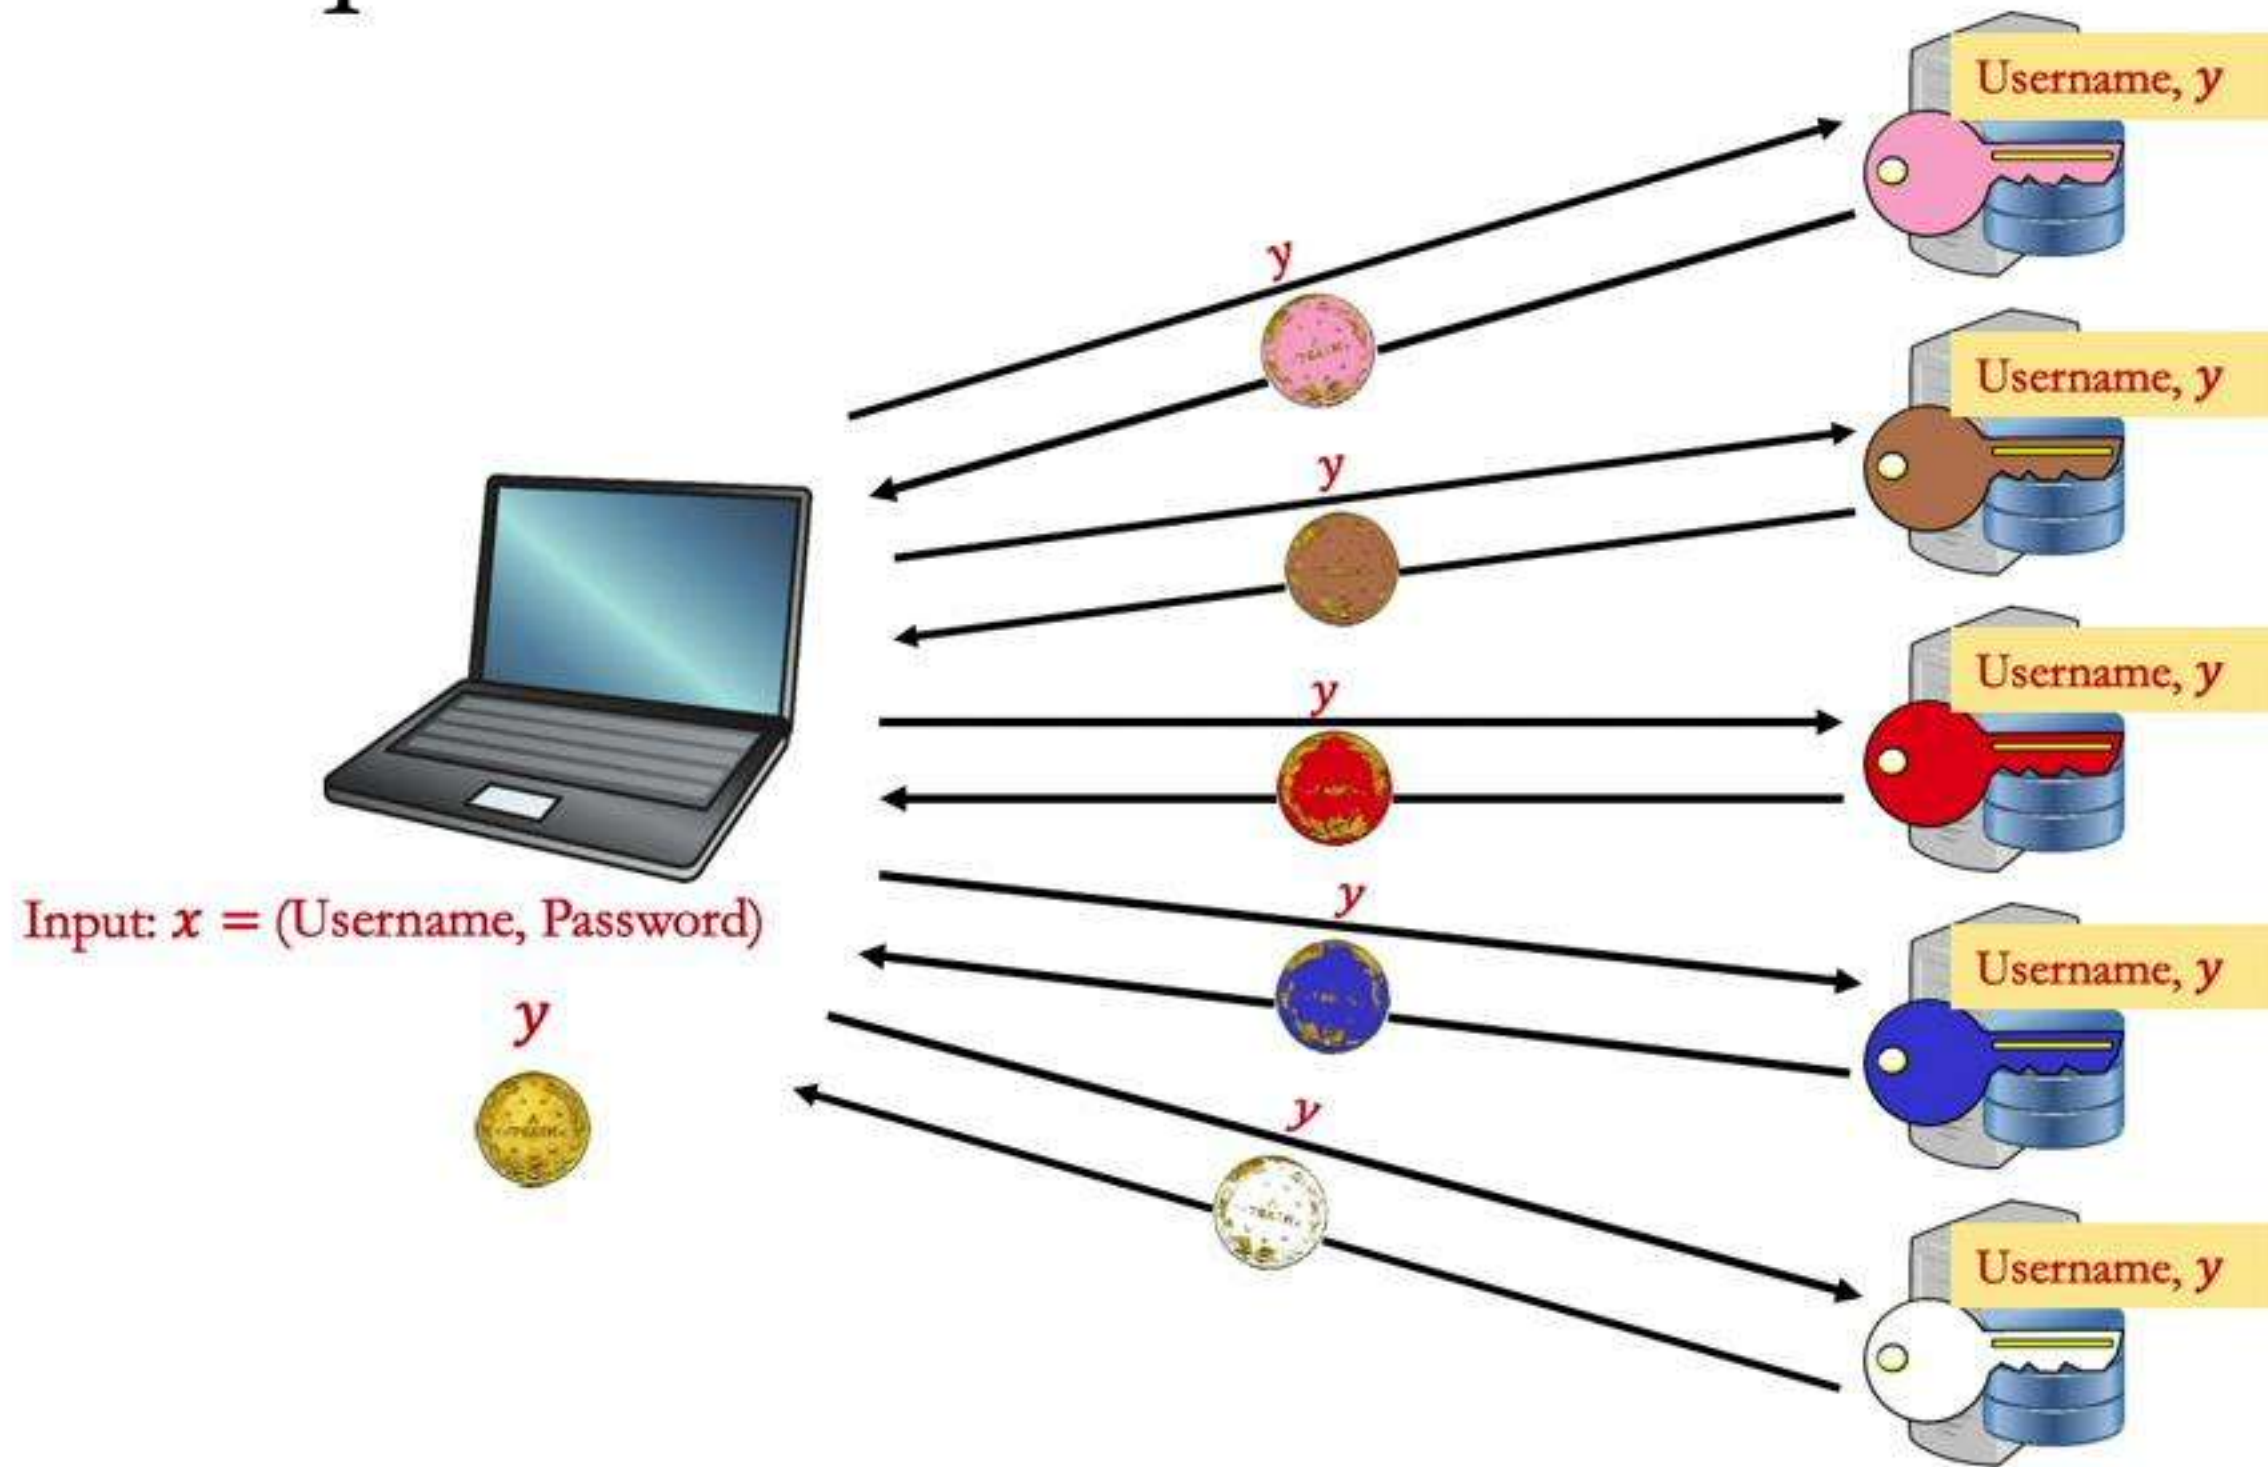 Username, y
y
Username, y
y
Username, y
y
Input: x = (Username, Password)
y
Username, y
y
y
Username, y